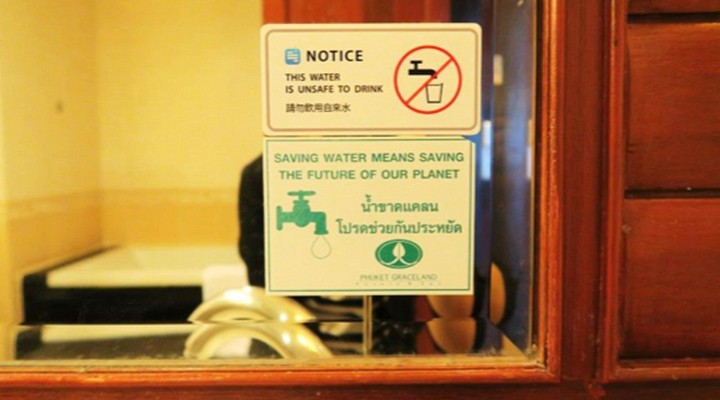 NOTICE
THIS WATER
IS UNSAFE TO DRINK
請勿飲用自來水
SAVING WATER MEANS SAVING
THE FUTURE OF OUR PLANET
น้ำขาดแคลน
โปรดช่วยกันประหยัด
PHUKET GRACELAND